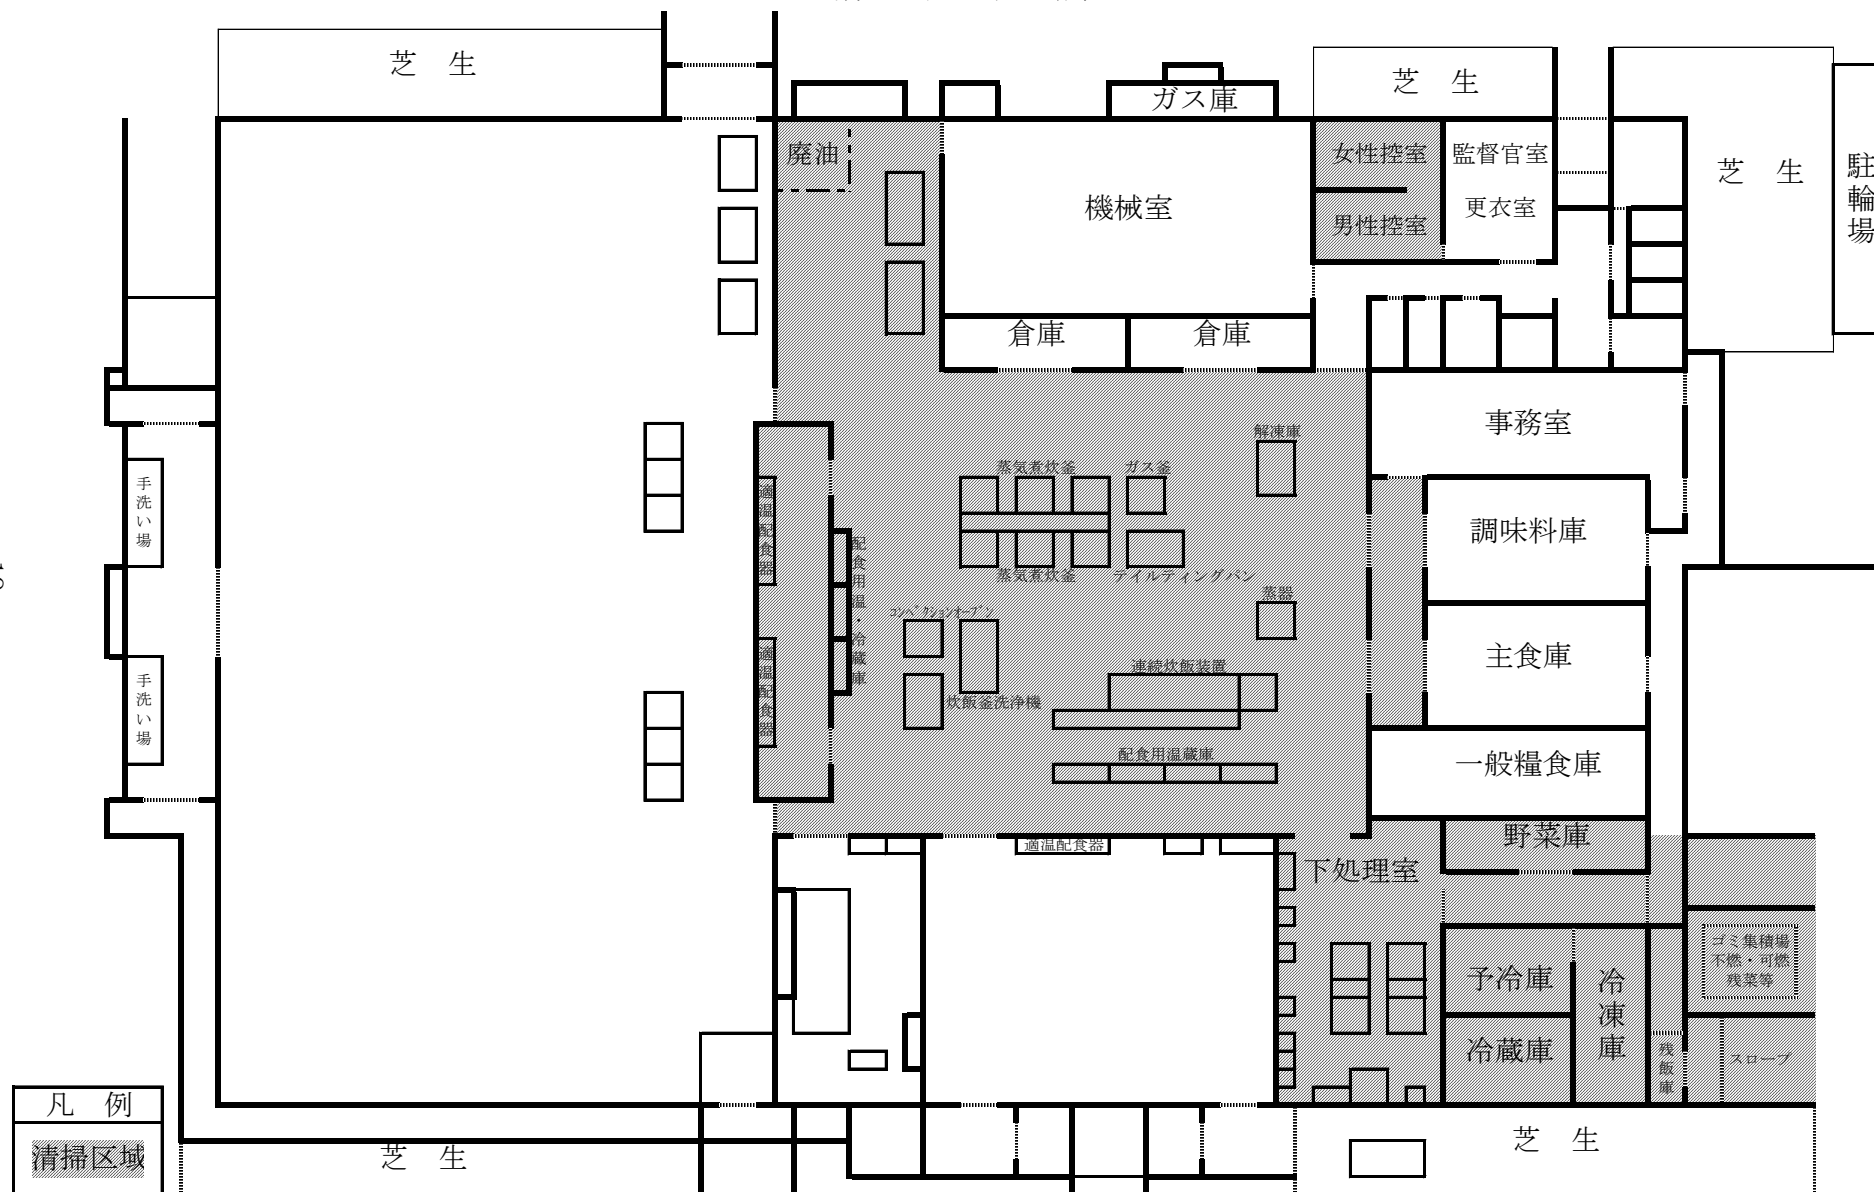 芝　生
ガス庫
芝　生
廃油
女性控室
監督官室
更衣室
男性控室
機械室
芝　生
駐輪場
倉庫
倉庫
事務室
解凍庫
蒸気煮炊釜
ガス釜
手洗い場
適温配食器
配食用温・冷蔵庫
調味料庫
蒸気煮炊釜
テイルティングパン
蒸器
コンベクションオーブン
主食庫
手洗い場
適温配食器
連続炊飯装置
炊飯釜洗浄機
配食用温蔵庫
一般糧食庫
野菜庫
適温配食器
下処理室
ゴミ集積場
不燃・可燃
残菜等
予冷庫
冷凍庫
冷蔵庫
残飯庫
スロープ
凡　例
清掃区域
芝　生
芝　生